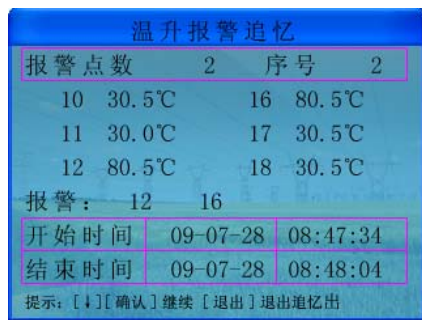 温升报警追忆
报警点数 2 序号 2
10 30.5℃ 16 80.5℃
11 30.0℃ 17 30.5℃
12 80.5℃ 18 30.5℃
报警: 12 16
开始时间 09-07-28 08:47:34
结束时间 09-07-28 08:48:04
提示:[↓][确认]继续 [退出]退出追忆出